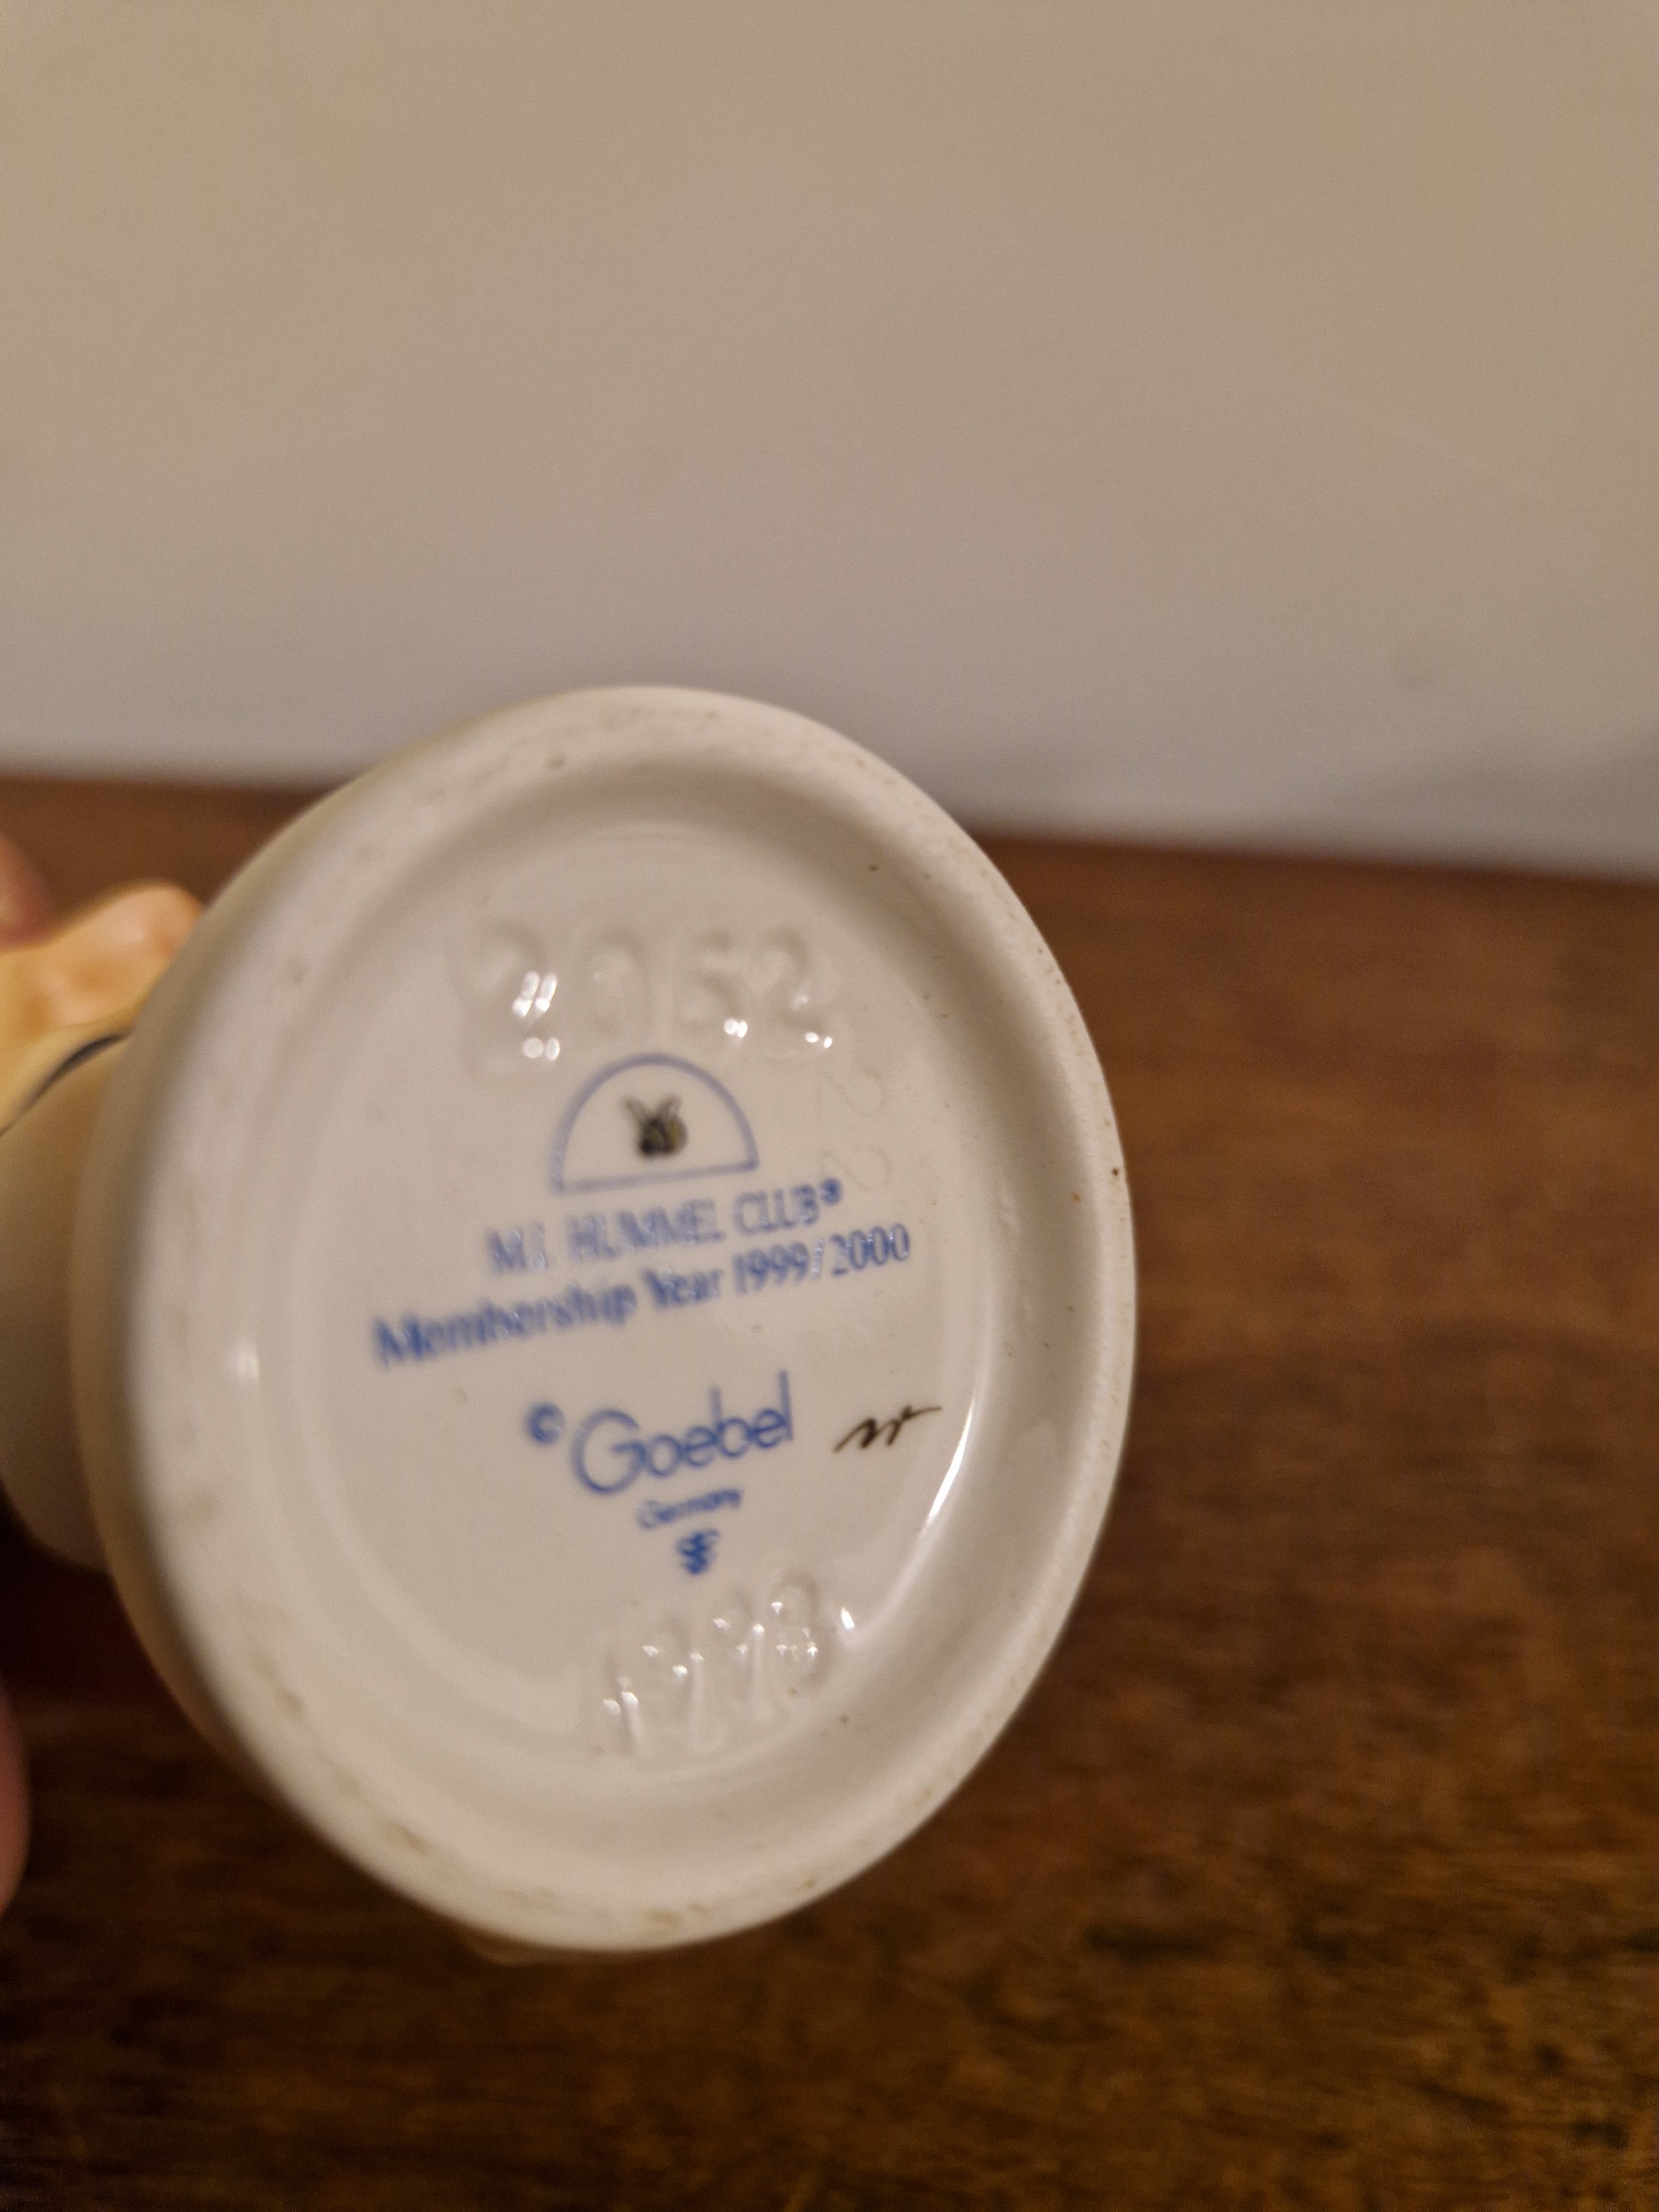 2052
M.I. HUMMEL CLUB®
Membership Year 1999/2000
© Goebel
Germany
1998